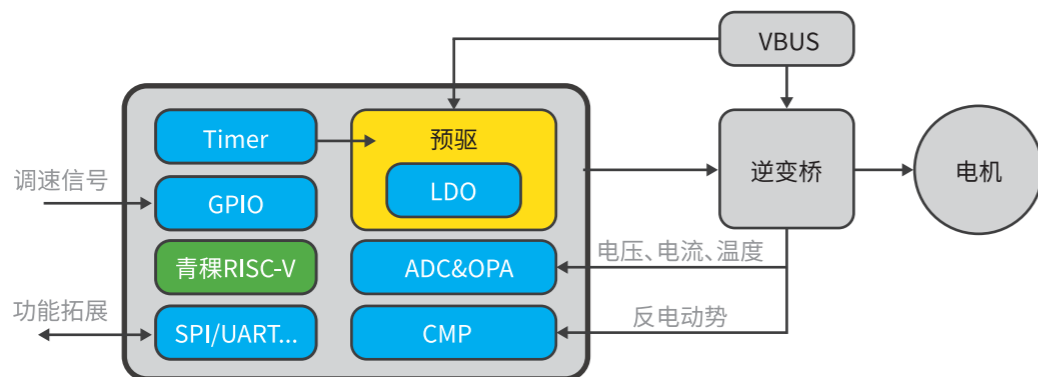 VBUS
Timer
预驱
LDO
逆变桥
电机
调速信号
GPIO
青稞RISC-V
ADC&OPA
电压、电流、温度
功能拓展
SPI/UART...
CMP
反电动势